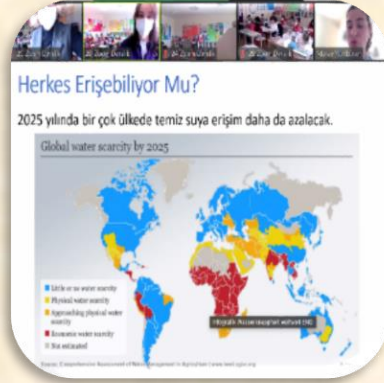 Herkes Erişebiliyor Mu?
2025 yılında bir çok ülkede temiz suya erişim daha da azalacak.
Global water scarcity by 2025
Little or no water scarcity
Physical water scarcity
Approaching physical water
scarcity
Economic water scarcity
Not estimated